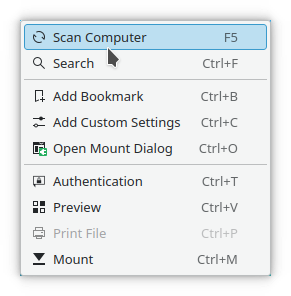 Scan Computer F5
Search Ctrl+F
Add Bookmark Ctrl+B
Add Custom Settings Ctrl+C
Open Mount Dialog Ctrl+O
Authentication Ctrl+T
Preview Ctrl+V
Print File Ctrl+P
Mount Ctrl+M